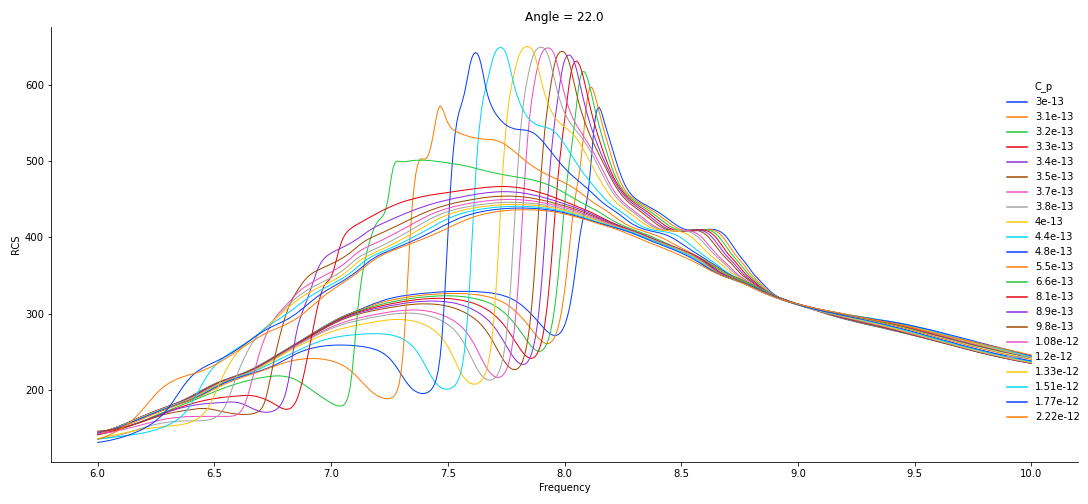 Angle = 22.0
RCS
600
500
400
300
200
6.0 6.5 7.0 7.5 8.0 8.5 9.0 9.5 10.0
Frequency
C_p
3e-13
3.1e-13
3.2e-13
3.3e-13
3.4e-13
3.5e-13
3.7e-13
3.8e-13
4e-13
4.4e-13
4.8e-13
5.5e-13
6.6e-13
8.1e-13
8.9e-13
9.8e-13
1.08e-12
1.2e-12
1.33e-12
1.51e-12
1.77e-12
2.22e-12